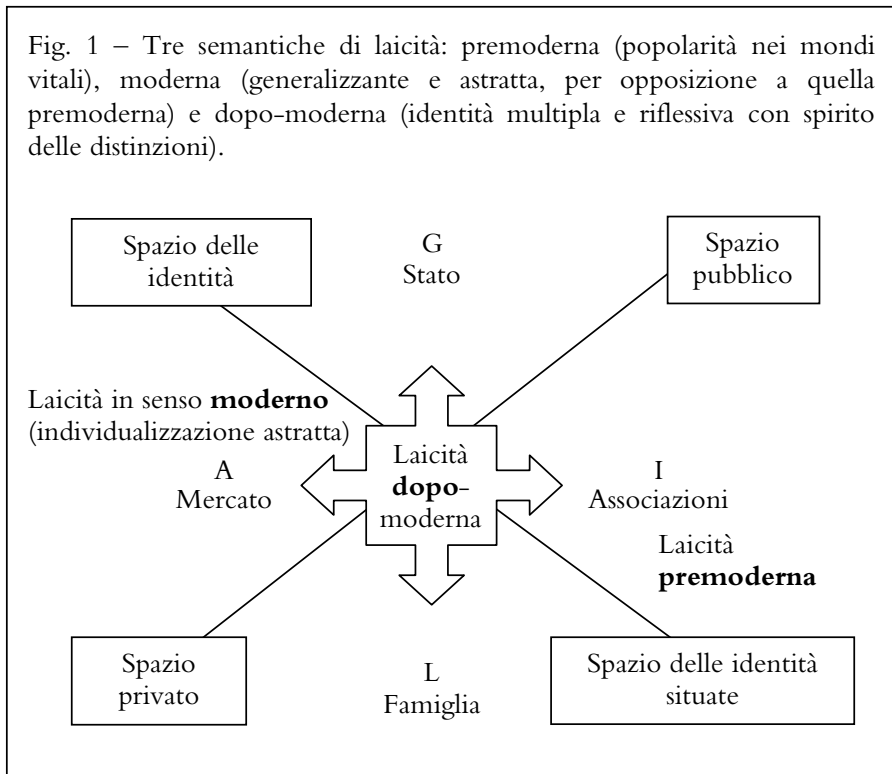 Fig. 1 – Tre semantiche di laicità: premoderna (popolarità nei mondi
vitali), moderna (generalizzante e astratta, per opposizione a quella
premoderna) e dopo-moderna (identità multipla e riflessiva con spirito
delle distinzioni).
Spazio delle
identità
G
Stato
Spazio
pubblico
Laicità in senso moderno
(individualizzazione astratta)
A
Mercato
Laicità
dopo-
moderna
I
Associazioni
Laicità
premoderna
Spazio
privato
L
Famiglia
Spazio delle identità
situate